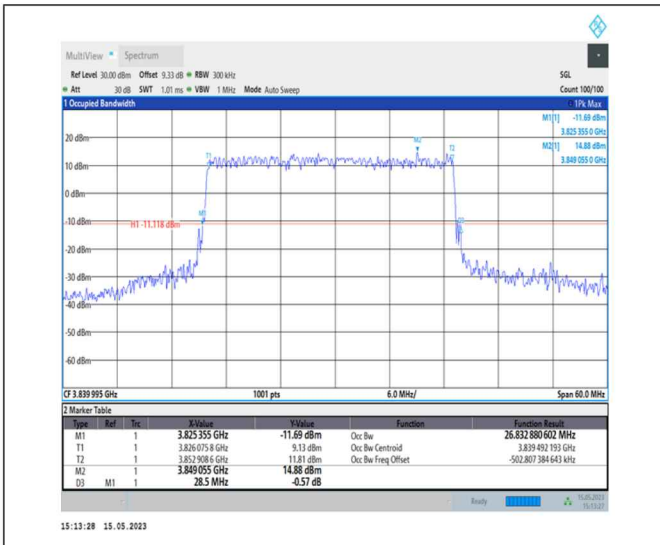 MultiView Spectrum
Ref Level 30.00 dBm Offset 9.33 dB RBW 300 kHz SGL
Att 30 dB SWT 1.01 ms VBW 1 MHz Mode Auto Sweep Count 100/100
1 Occupied Bandwidth 1Pk Max
M1[1] -11.69 dBm
3.825 355 0 GHz
M2[1] 14.88 dBm
3.849 055 0 GHz
20 dBm
M2
T1
T2
10 dBm
0 dBm
M1
-10 dBm
H1 -11.118 dBm
D3
-20 dBm
-30 dBm
-40 dBm
-50 dBm
-60 dBm
CF 3.839 995 GHz 1001 pts 6.0 MHz/ Span 60.0 MHz
2 Marker Table
Type Ref Trc X-Value Y-Value Function Function Result
M1 1 3.825 355 GHz -11.69 dBm Occ Bw 26.832 880 602 MHz
T1 1 3.826 075 8 GHz 9.13 dBm Occ Bw Centroid 3.839 492 193 GHz
T2 1 3.852 908 6 GHz 11.81 dBm Occ Bw Freq Offset -502.807 384 643 kHz
M2 1 3.849 055 GHz 14.88 dBm
D3 M1 1 28.5 MHz -0.57 dB
Ready 15.05.2023
15:13:27
15:13:28 15.05.2023